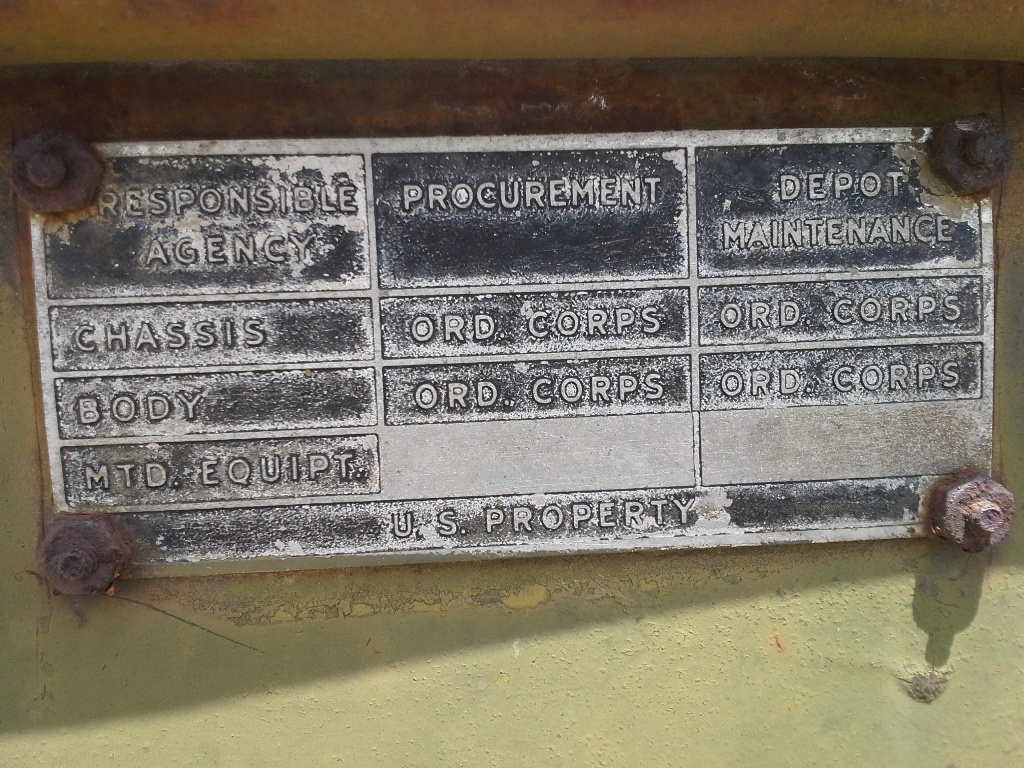 RESPONSIBLE
AGENCY
PROCUREMENT
DEPOT
MAINTENANCE
CHASSIS ORD. CORPS ORD. CORPS
BODY ORD. CORPS ORD. CORPS
MTD. EQUIPT.
U.S. PROPERTY